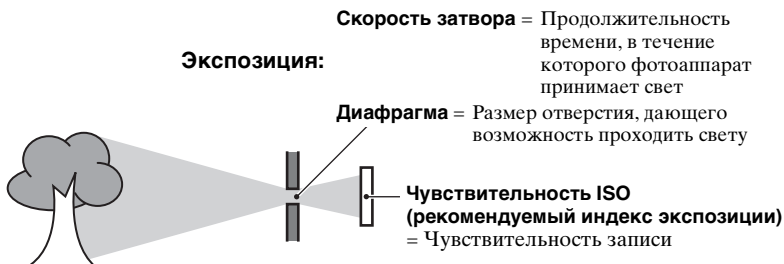 Скорость затвора = Продолжительность
времени, в течение
которого фотоаппарат
принимает свет
Экспозиция:
Диафрагма = Размер отверстия, дающего
возможность проходить свету
Чувствительность ISO
(рекомендуемый индекс экспозиции)
= Чувствительность записи